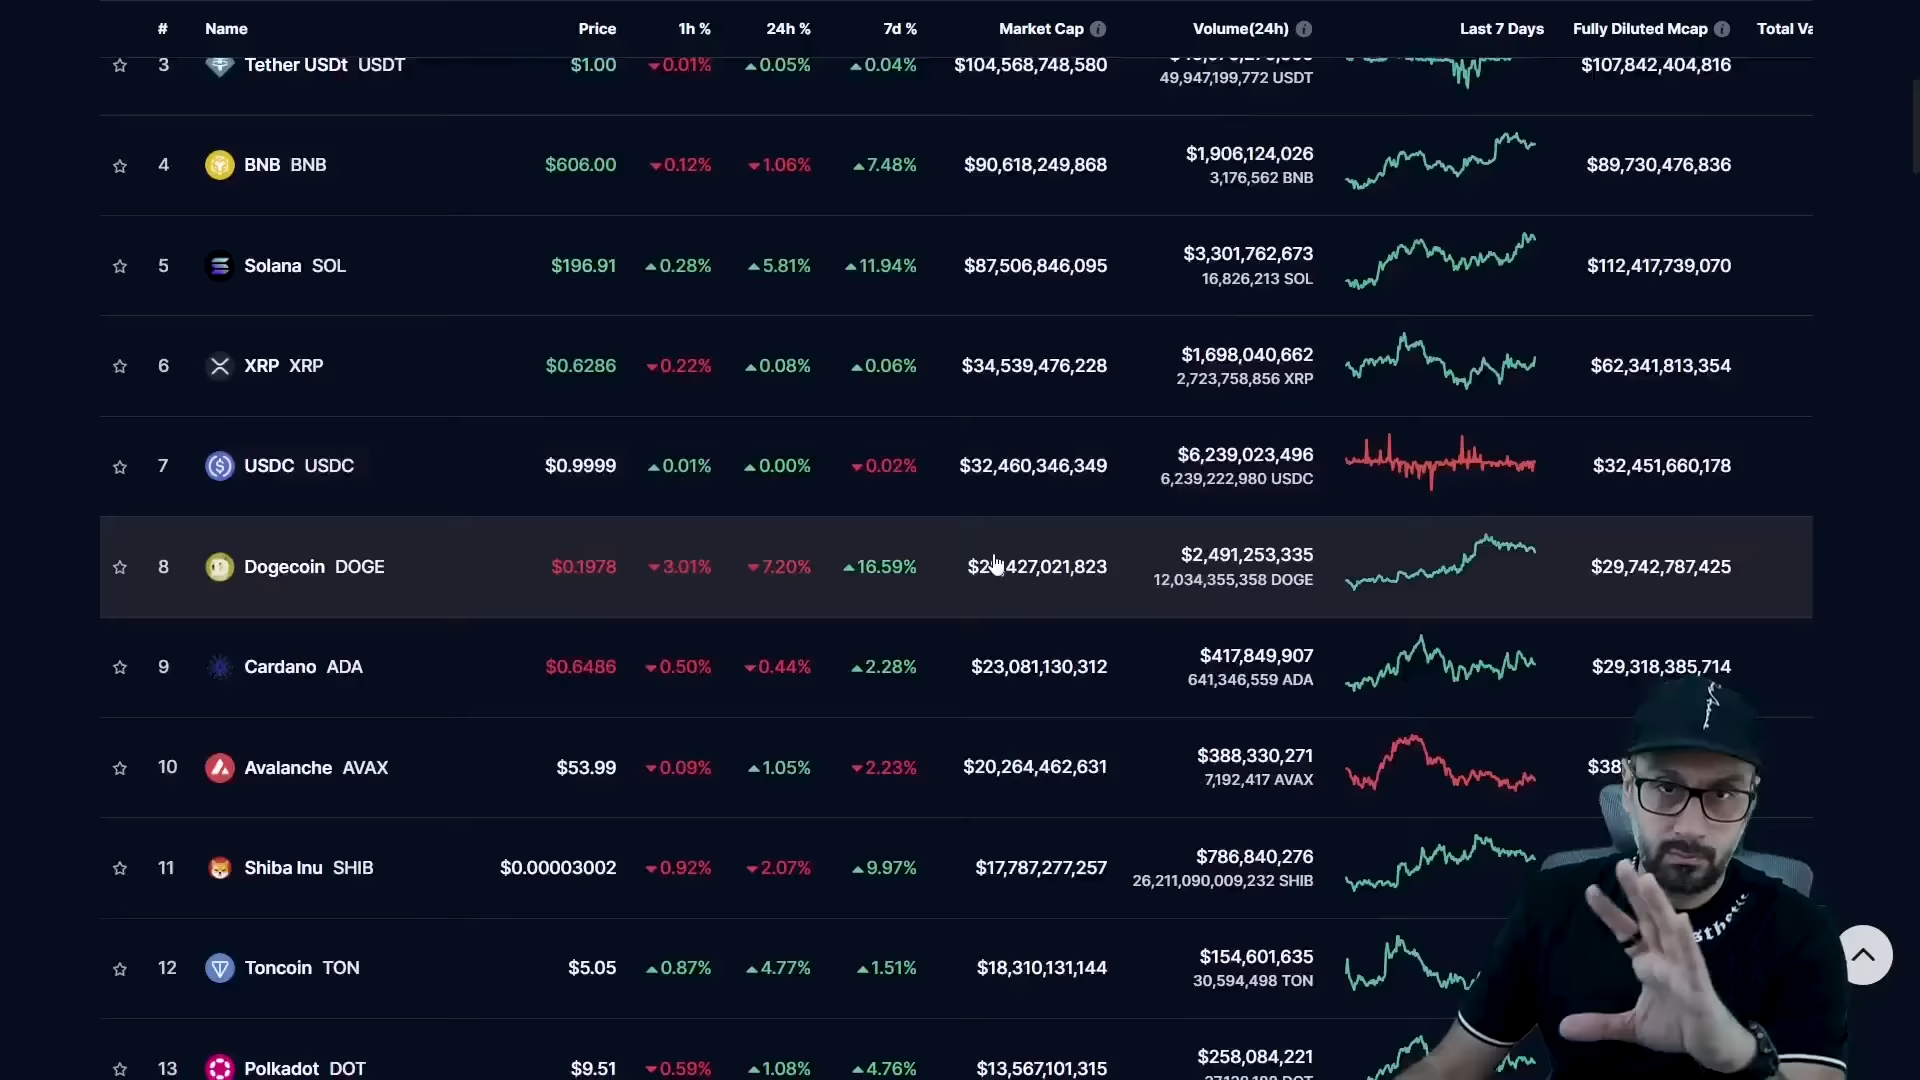 # Name Price 1h % 24h % 7d % Market Cap Volume(24h) Last 7 Days Fully Diluted Mcap Total Va
3 Tether USDt USDT $1.00 0.01% 0.05% 0.04% $104,568,748,580 $107,842,404,816
49,947,199,772 USDT
4 BNB BNB $606.00 0.12% 1.06% 7.48% $90,618,249,868 $1,906,124,026 $89,730,476,836
3,176,562 BNB
5 Solana SOL $196.91 0.28% 5.81% 11.94% $87,506,846,095 $3,301,762,673 $112,417,739,070
16,826,213 SOL
6 XRP XRP $0.6286 0.22% 0.08% 0.06% $34,539,476,228 $1,698,040,662 $62,341,813,354
2,723,758,856 XRP
7 USDC USDC $0.9999 0.01% 0.00% 0.02% $32,460,346,349 $6,239,023,496 $32,451,660,178
6,239,222,980 USDC
8 Dogecoin DOGE $0.1978 3.01% 7.20% 16.59% $2 427,021,823 $2,491,253,335 $29,742,787,425
12,034,355,358 DOGE
9 Cardano ADA $0.6486 0.50% 0.44% 2.28% $23,081,130,312 $417,849,907 $29,318,385,714
641,346,559 ADA
10 Avalanche AVAX $53.99 0.09% 1.05% 2.23% $20,264,462,631 $388,330,271 $38
7,192,417 AVAX
11 Shiba Inu SHIB $0.00003002 0.92% 2.07% 9.97% $17,787,277,257 $786,840,276
26,211,090,009,232 SHIB
12 Toncoin TON $5.05 0.87% 4.77% 1.51% $18,310,131,144 $154,601,635
30,594,498 TON
13 Polkadot DOT $9.51 0.59% 1.08% 4.76% $13,567,101,315 $258,084,221